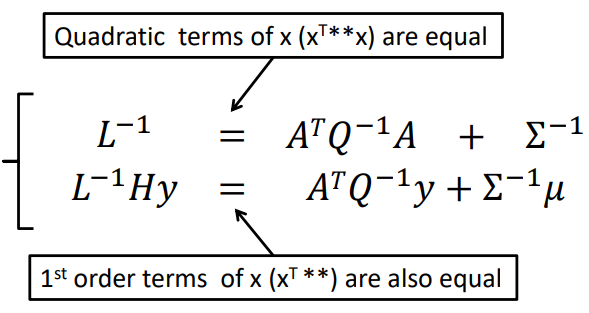 Quadratic terms of x (xᵀ**x) are equal
L⁻¹ = AᵀQ⁻¹A + Σ⁻¹
L⁻¹Hy = AᵀQ⁻¹y + Σ⁻¹μ
1ˢᵗ order terms of x (xᵀ **) are also equal